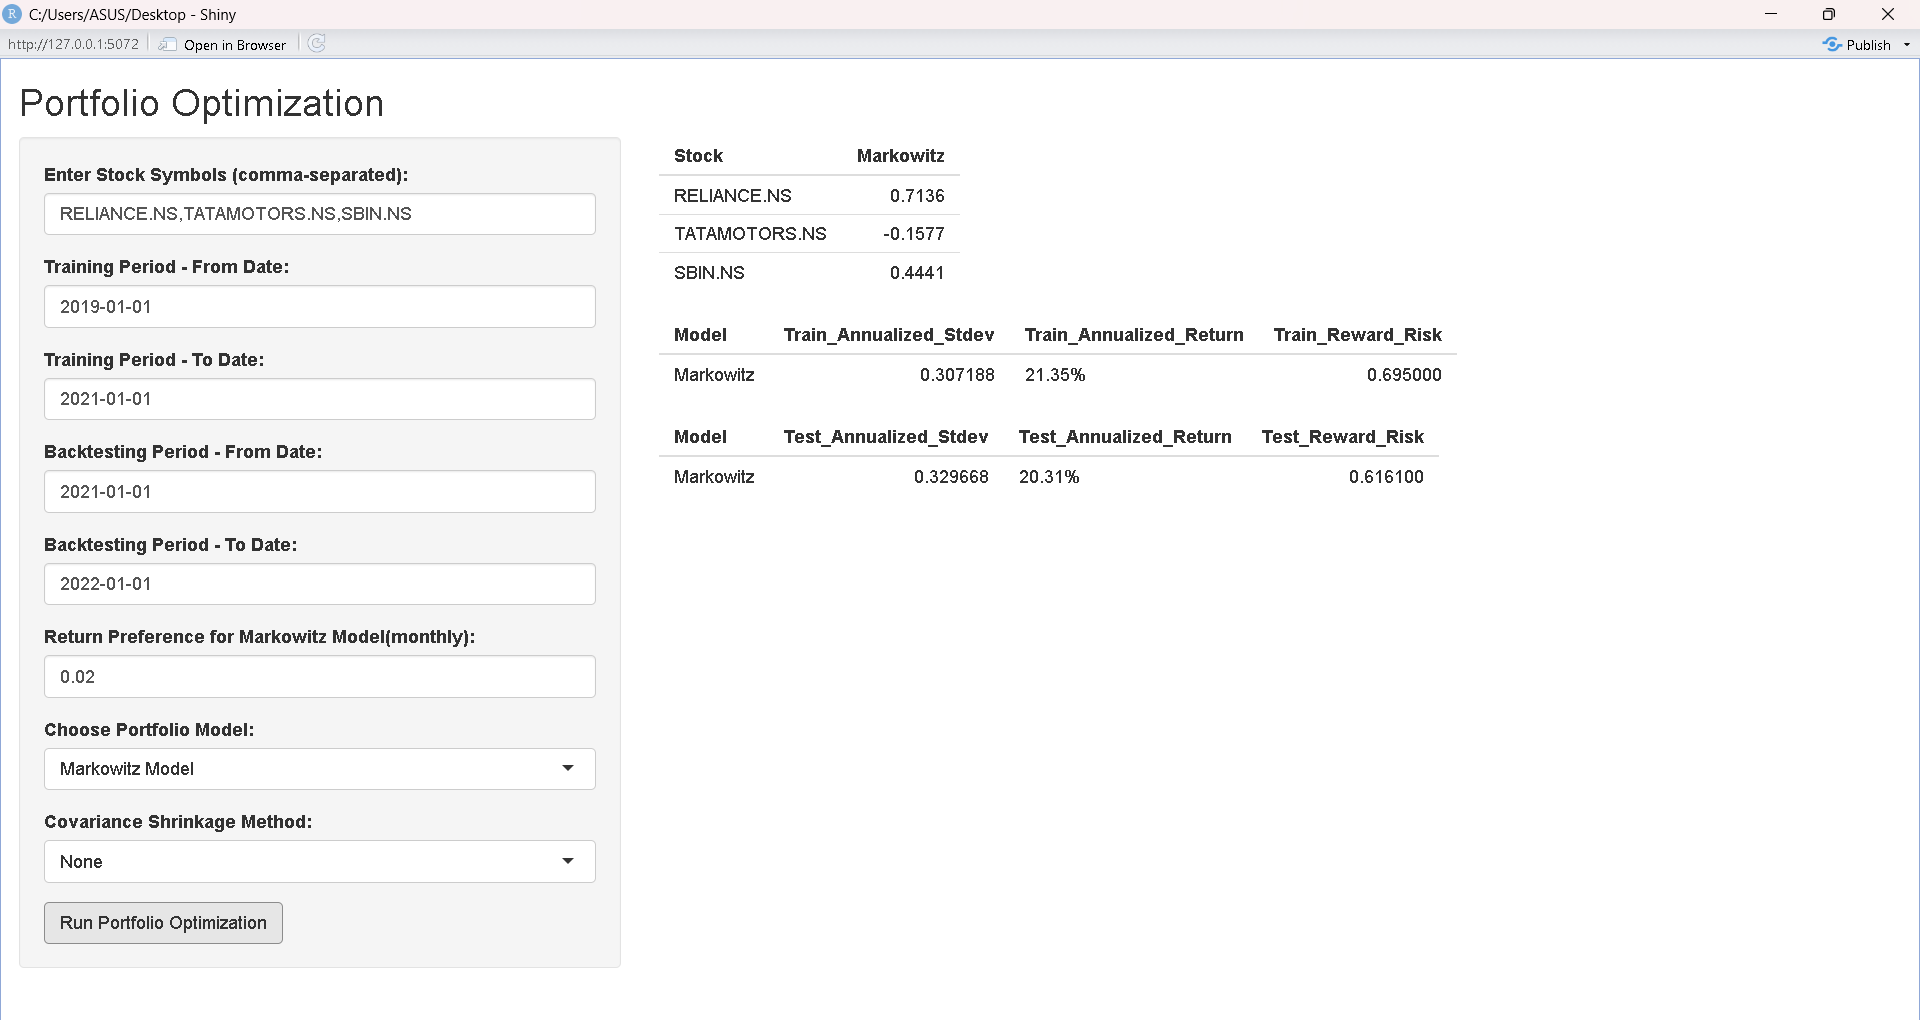 C:/Users/ASUS/Desktop - Shiny
http://127.0.0.1:5072 Open in Browser Publish
Portfolio Optimization
Enter Stock Symbols (comma-separated):
RELIANCE.NS,TATAMOTORS.NS,SBIN.NS
Training Period - From Date:
2019-01-01
Training Period - To Date:
2021-01-01
Backtesting Period - From Date:
2021-01-01
Backtesting Period - To Date:
2022-01-01
Return Preference for Markowitz Model(monthly):
0.02
Choose Portfolio Model:
Markowitz Model
Covariance Shrinkage Method:
None
Run Portfolio Optimization
Stock Markowitz
RELIANCE.NS 0.7136
TATAMOTORS.NS -0.1577
SBIN.NS 0.4441
Model Train_Annualized_Stdev Train_Annualized_Return Train_Reward_Risk
Markowitz 0.307188 21.35% 0.695000
Model Test_Annualized_Stdev Test_Annualized_Return Test_Reward_Risk
Markowitz 0.329668 20.31% 0.616100